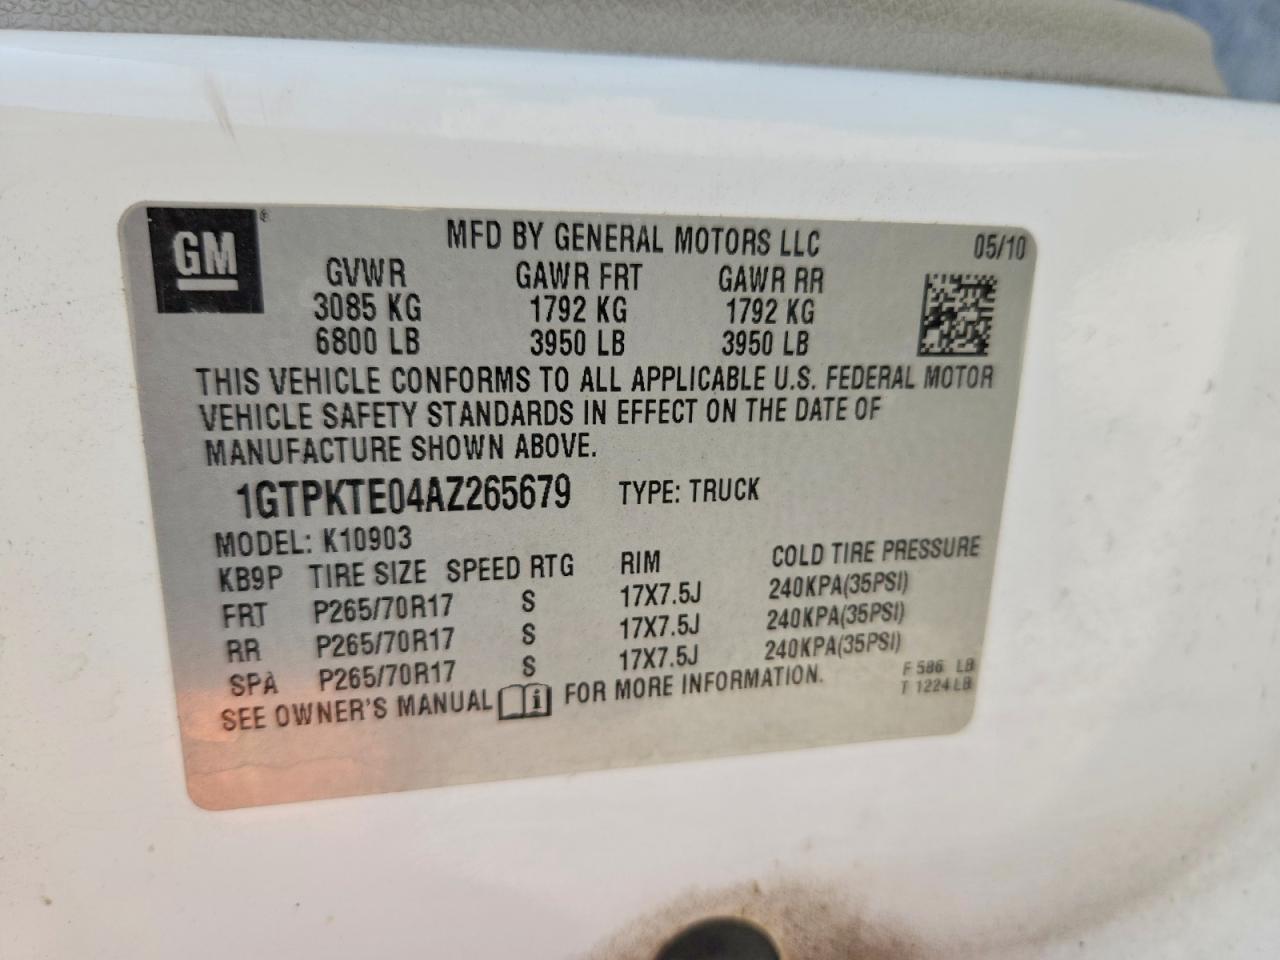 GM
MFD BY GENERAL MOTORS LLC 05/10
GVWR GAWR FRT GAWR RR
3085 KG 1792 KG 1792 KG
6800 LB 3950 LB 3950 LB
THIS VEHICLE CONFORMS TO ALL APPLICABLE U.S. FEDERAL MOTOR
VEHICLE SAFETY STANDARDS IN EFFECT ON THE DATE OF
MANUFACTURE SHOWN ABOVE.
1GTPKTE04AZ265679 TYPE: TRUCK
MODEL: K10903
KB9P TIRE SIZE SPEED RTG RIM COLD TIRE PRESSURE
FRT P265/70R17 S 17X7.5J 240KPA(35PSI)
RR P265/70R17 S 17X7.5J 240KPA(35PSI)
SPA P265/70R17 S 17X7.5J 240KPA(35PSI)
SEE OWNER'S MANUAL i FOR MORE INFORMATION.
F 586 LB
T 1224 LB